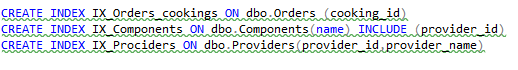 CREATE INDEX IX_Orders_cookings ON dbo.Orders (cooking_id)
CREATE INDEX IX_Components ON dbo.Components(name) INCLUDE (provider_id)
CREATE INDEX IX_Prociders ON dbo.Providers(provider_id,provider_name)